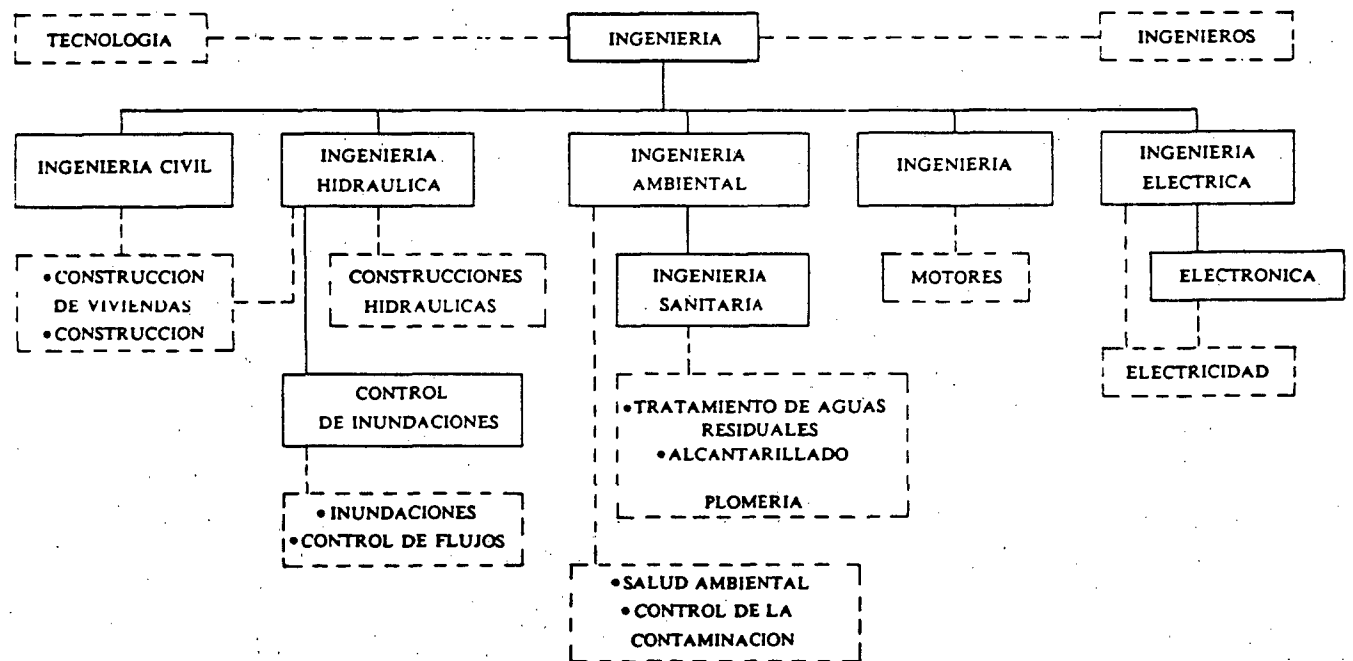 TECNOLOGIA
INGENIERIA
INGENIEROS
INGENIERIA CIVIL
INGENIERIA
HIDRAULICA
INGENIERIA
AMBIENTAL
INGENIERIA
INGENIERIA
ELECTRICA
•CONSTRUCCION
DE VIVIENDAS
•CONSTRUCCION
CONSTRUCCIONES
HIDRAULICAS
INGENIERIA
SANITARIA
MOTORES
ELECTRONICA
ELECTRICIDAD
CONTROL
DE INUNDACIONES
•TRATAMIENTO DE AGUAS
RESIDUALES
•ALCANTARILLADO
PLOMERIA
•INUNDACIONES
•CONTROL DE FLUJOS
•SALUD AMBIENTAL
•CONTROL DE LA
CONTAMINACION